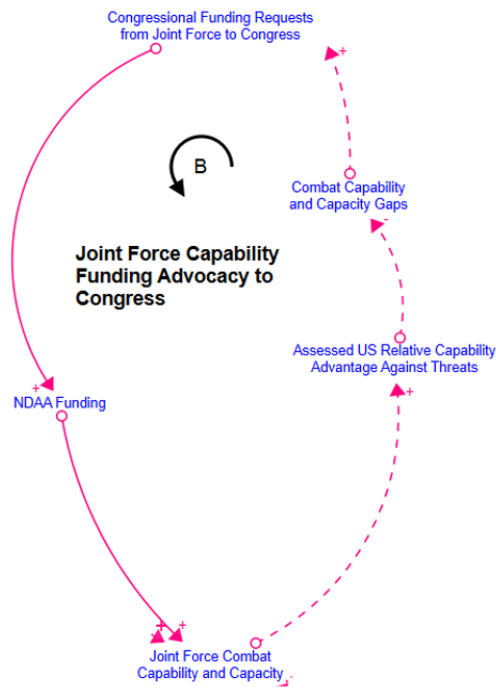 Congressional Funding Requests
from Joint Force to Congress
+
B
Combat Capability
and Capacity Gaps
-
Joint Force Capability
Funding Advocacy to
Congress
Assessed US Relative Capability
Advantage Against Threats
+
+
NDAA Funding
+ +
Joint Force Combat
Capability and Capacity
-